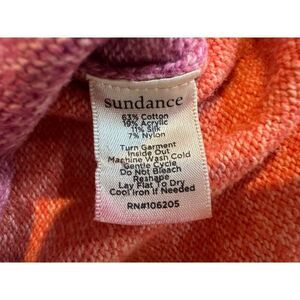 sundance
63% Cotton
19% Acrylic
11% Silk
7% Nylon
Turn Garment
Inside Out
Machine Wash Cold
Gentle Cycle
Do Not Bleach
Reshape
Lay Flat To Dry
Cool Iron If Needed
RN#106205